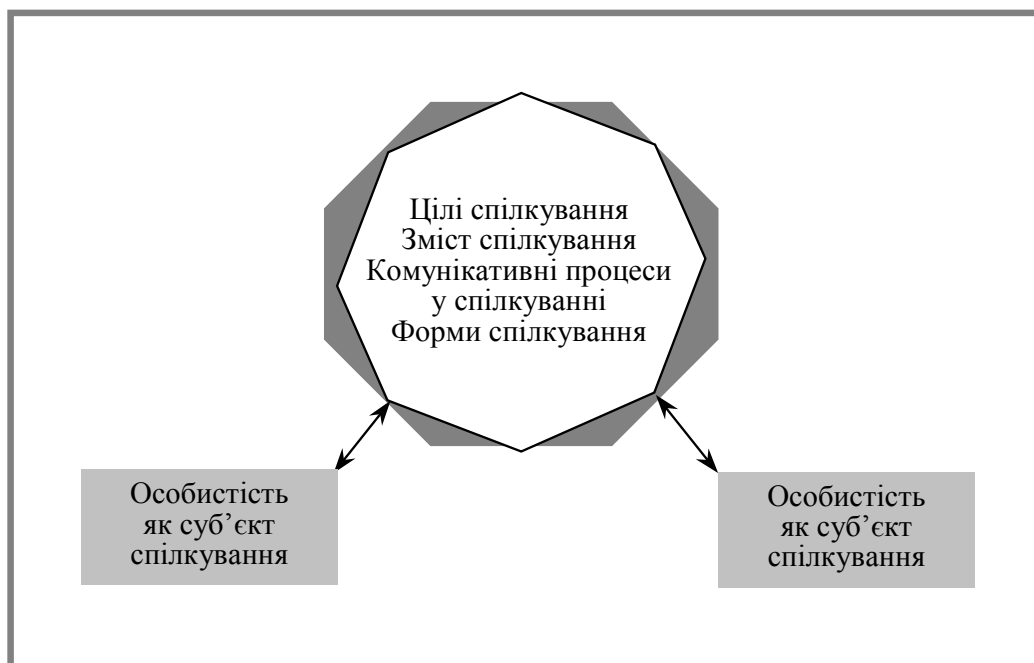 Цілі спілкування
Зміст спілкування
Комунікативні процеси
у спілкуванні
Форми спілкування
Особистість
як суб’єкт
спілкування
Особистість
як суб’єкт
спілкування